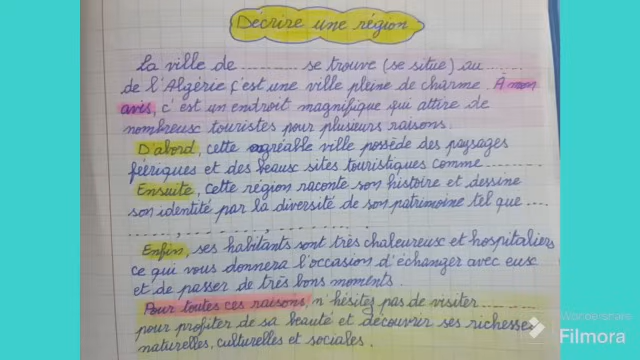 Décrire une région
La ville de ............ se trouve (se situe) au ......
de l'Algérie c'est une ville pleine de charme. À mon
avis, c'est un endroit magnifique qui attire de
nombreux touristes pour plusieurs raisons.
D'abord, cette agréable ville possède des paysages
féériques et des beaux sites touristiques comme ............
Ensuite, cette région raconte son histoire et dessine
son identité par la diversité de son patrimoine tel que ....
......, ............, ............, ................
Enfin, ses habitants sont très chaleureux et hospitaliers
ce qui vous donnera l'occasion d'échanger avec eux
et de passer de très bons moments.
Pour toutes ces raisons, n'hésites pas de visiter ............
pour profiter de sa beauté et découvrir ses richesses
naturelles, culturelles et sociales.
Wondershare
Filmora